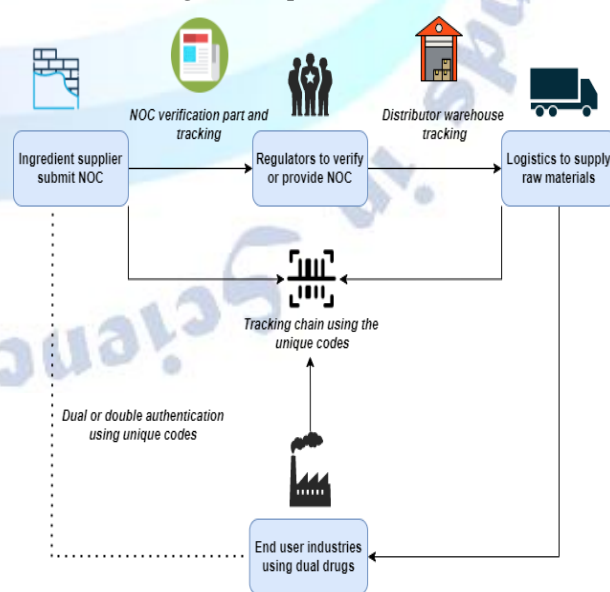 NOC verification part and
tracking
Distributor warehouse
tracking
Ingredient supplier
submit NOC
Regulators to verify
or provide NOC
Logistics to supply
raw materials
Tracking chain using the
unique codes
Dual or double authentication
using unique codes
End user industries
using dual drugs
in Scienc